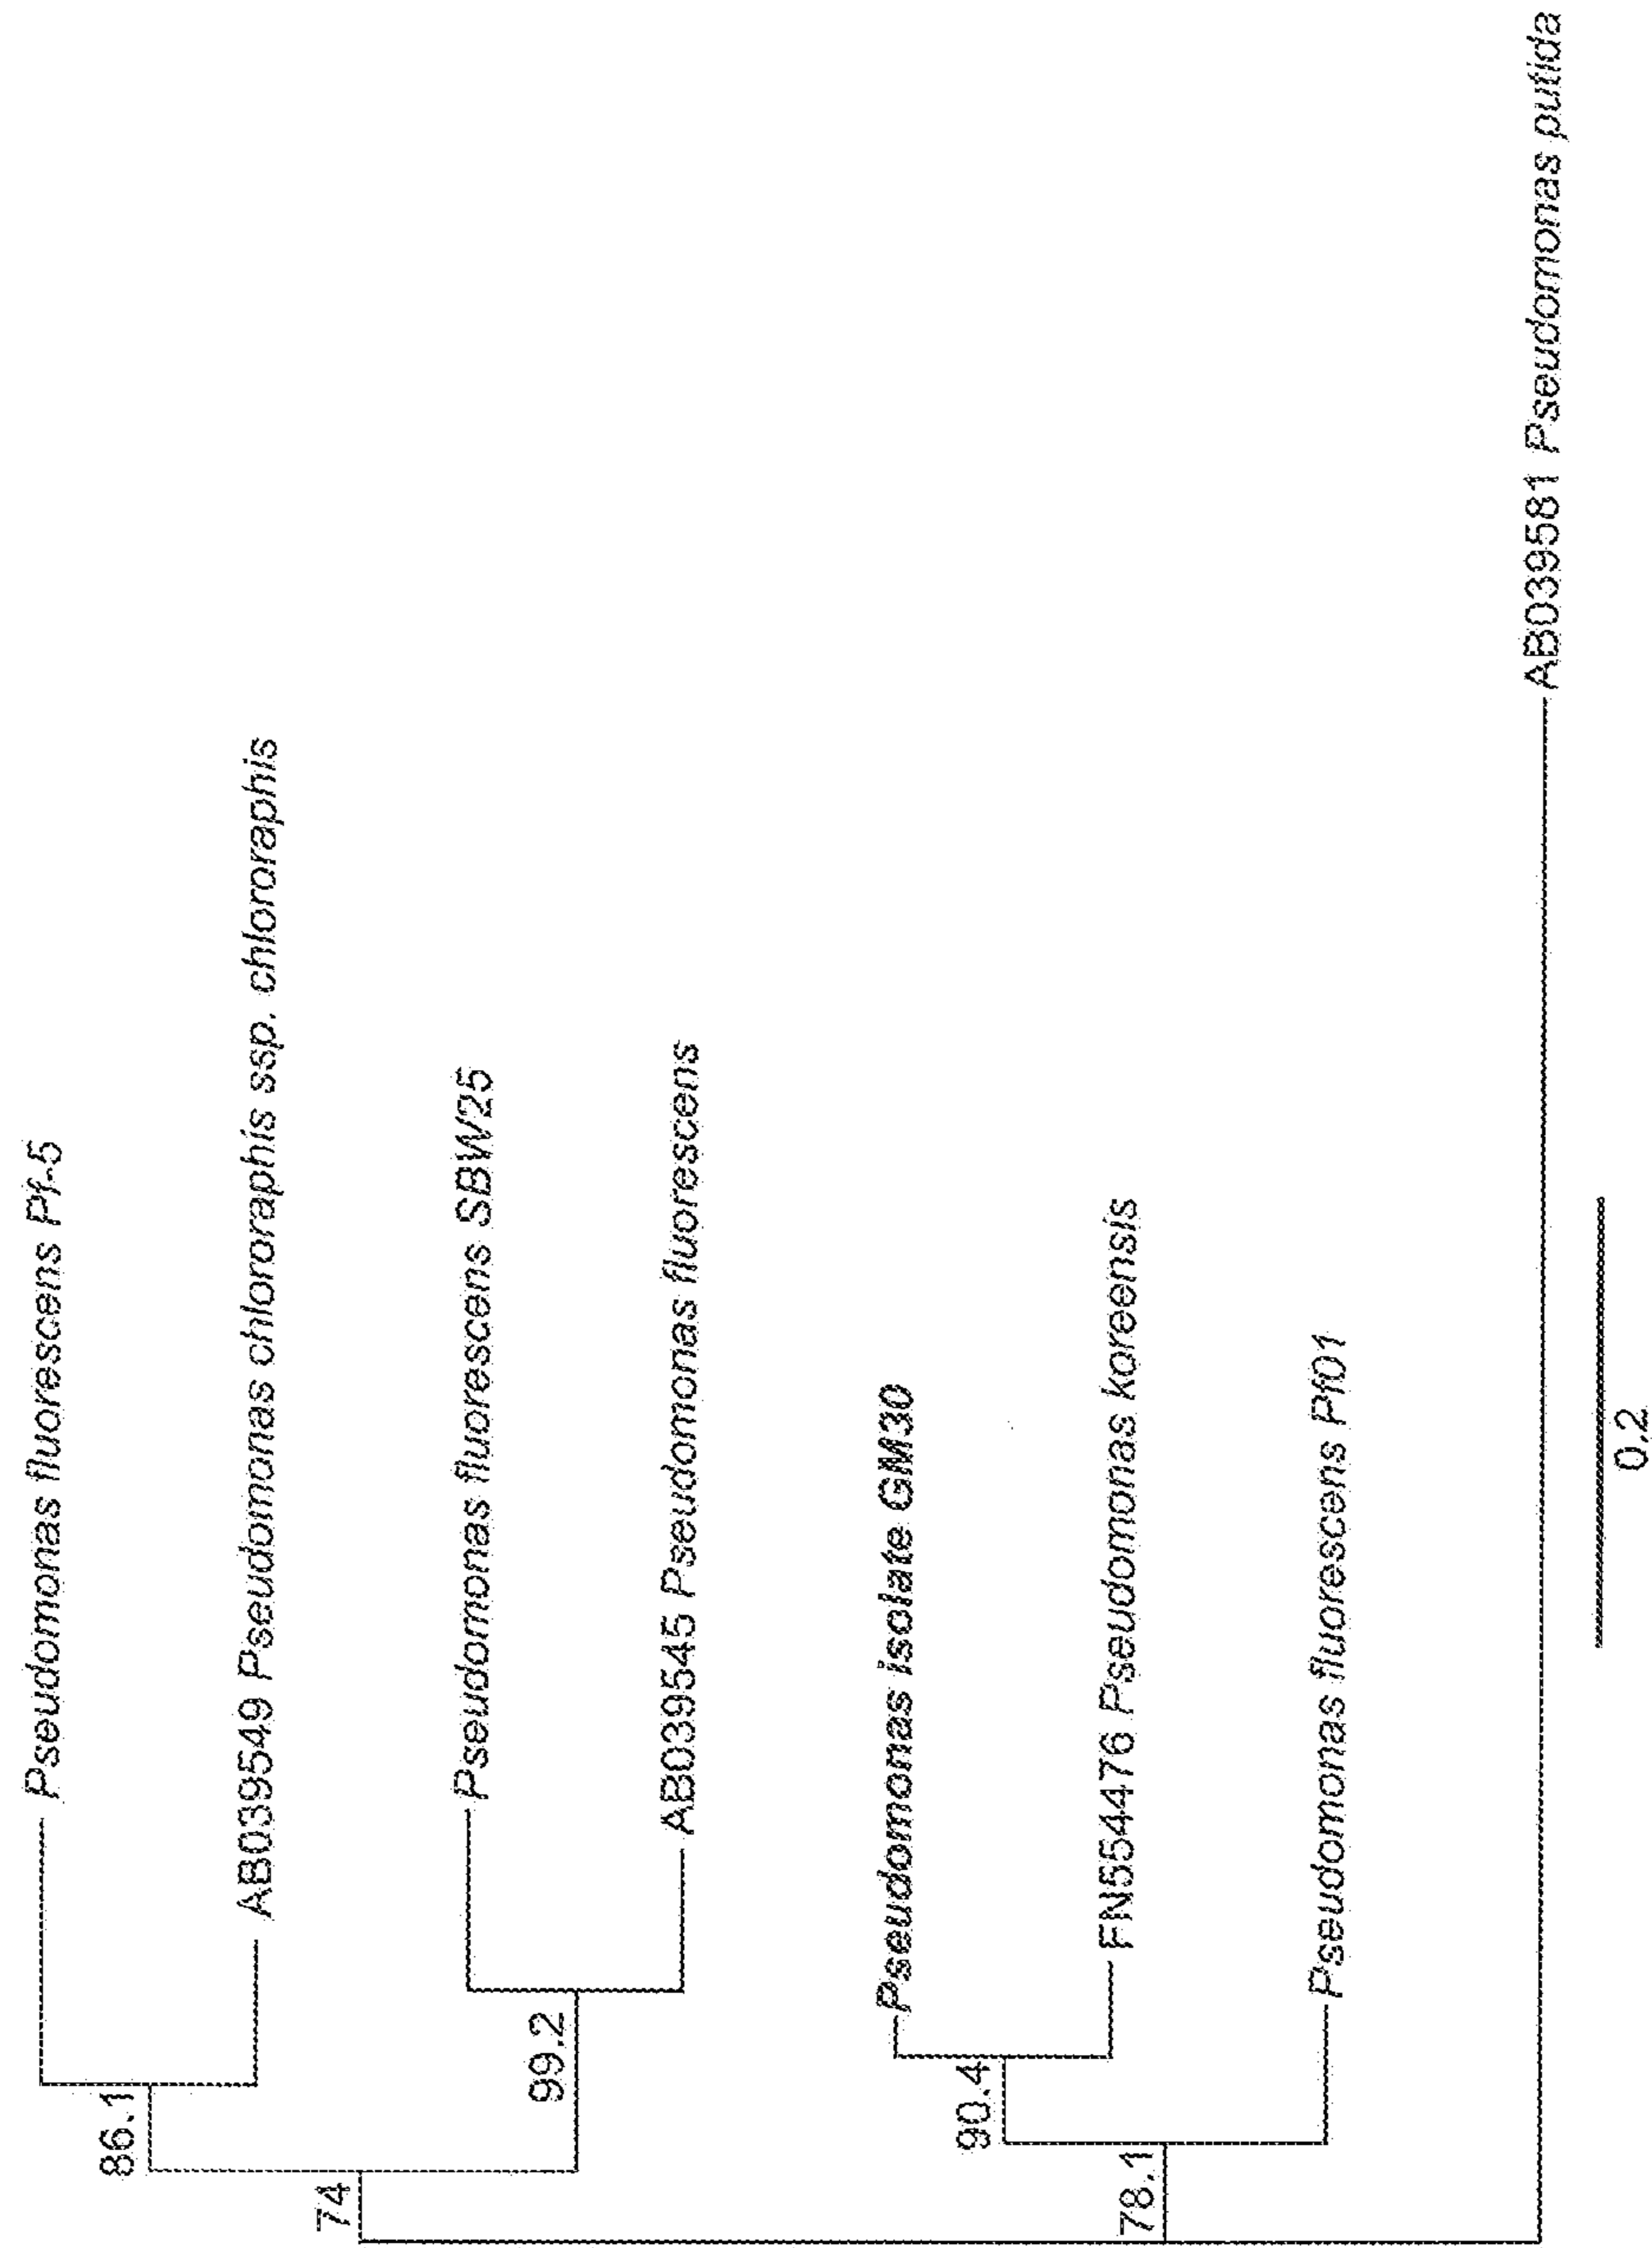 Pseudomonas fluorescens Pf-5
86.1
AB039549 Pseudomonas chlororaphis ssp. chlororaphis
74
Pseudomonas fluorescens SBW25
99.2
AB039545 Pseudomonas fluorescens
Pseudomonas isolate GM30
90.4
FN554476 Pseudomonas koreensis
78.1
Pseudomonas fluorescens Pf01
AB039581 Pseudomonas putida
0.2